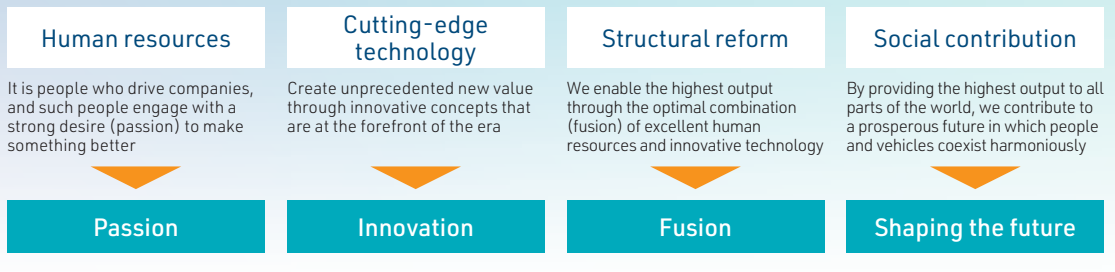 Human resources
It is people who drive companies,
and such people engage with a
strong desire (passion) to make
something better
Passion
Cutting-edge
technology
Create unprecedented new value
through innovative concepts that
are at the forefront of the era
Innovation
Structural reform
We enable the highest output
through the optimal combination
(fusion) of excellent human
resources and innovative technology
Fusion
Social contribution
By providing the highest output to all
parts of the world, we contribute to
a prosperous future in which people
and vehicles coexist harmoniously
Shaping the future